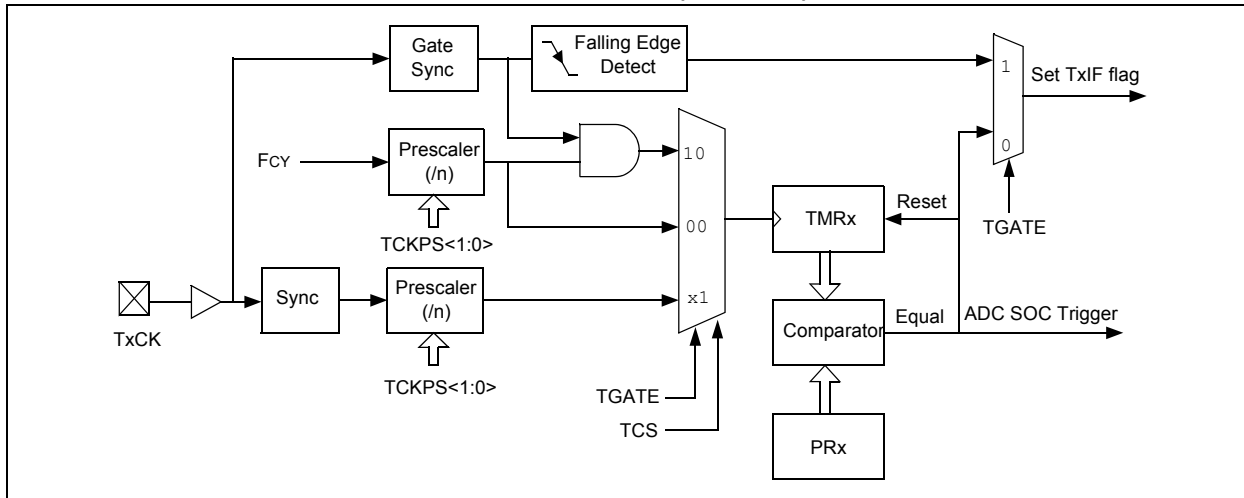 Gate
Sync
Falling Edge
Detect
1
Set TxIF flag
0
TGATE
FCY
Prescaler
(/n)
TCKPS<1:0>
10
00
x1
TMRx
Reset
TxCK
Sync
Prescaler
(/n)
TCKPS<1:0>
Comparator
Equal
ADC SOC Trigger
TGATE
TCS
PRx